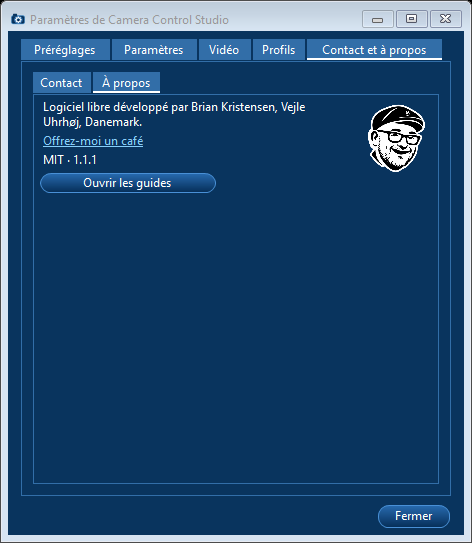 Paramètres de Camera Control Studio
Préréglages
Paramètres
Vidéo
Profils
Contact et à propos
Contact
À propos
Logiciel libre développé par Brian Kristensen, Vejle
Uhrhøj, Danemark.
Offrez-moi un café
MIT · 1.1.1
Ouvrir les guides
Fermer